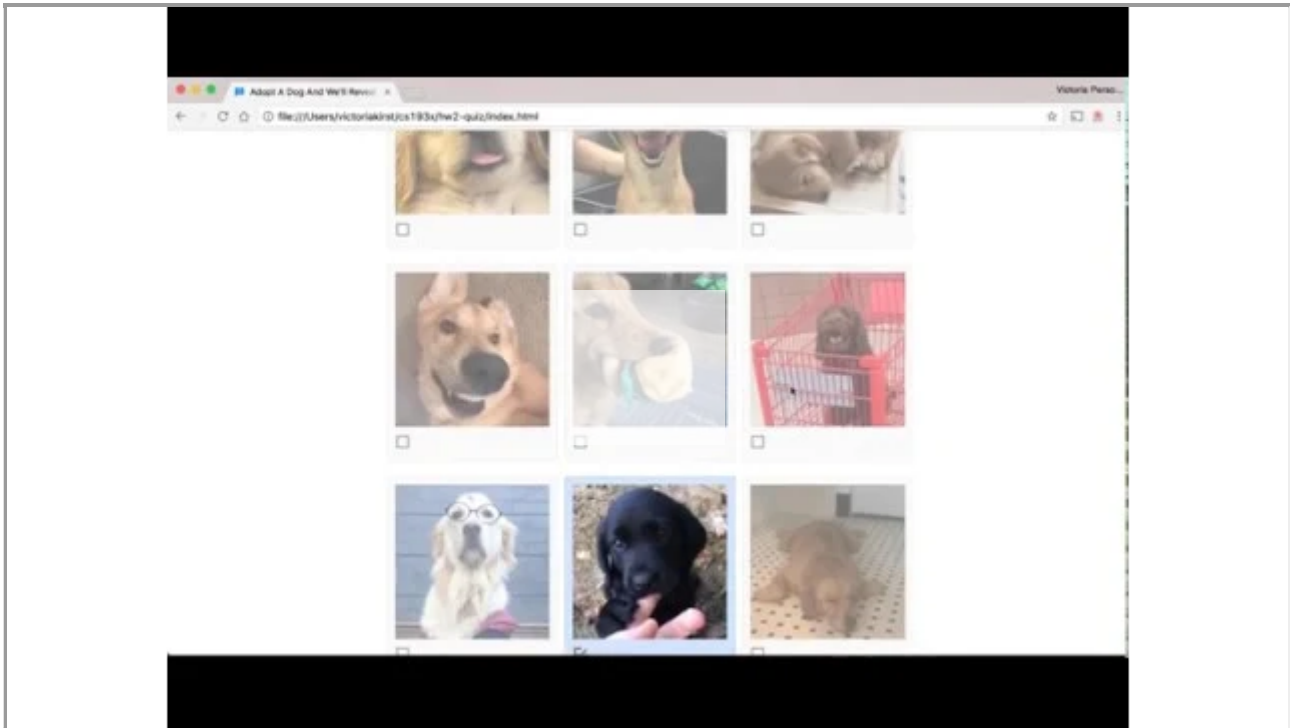 Adopt A Dog And We'll Reveal
Victoria Perso...
file:///Users/victoriakirst/cs193x/hw2-quiz/index.html